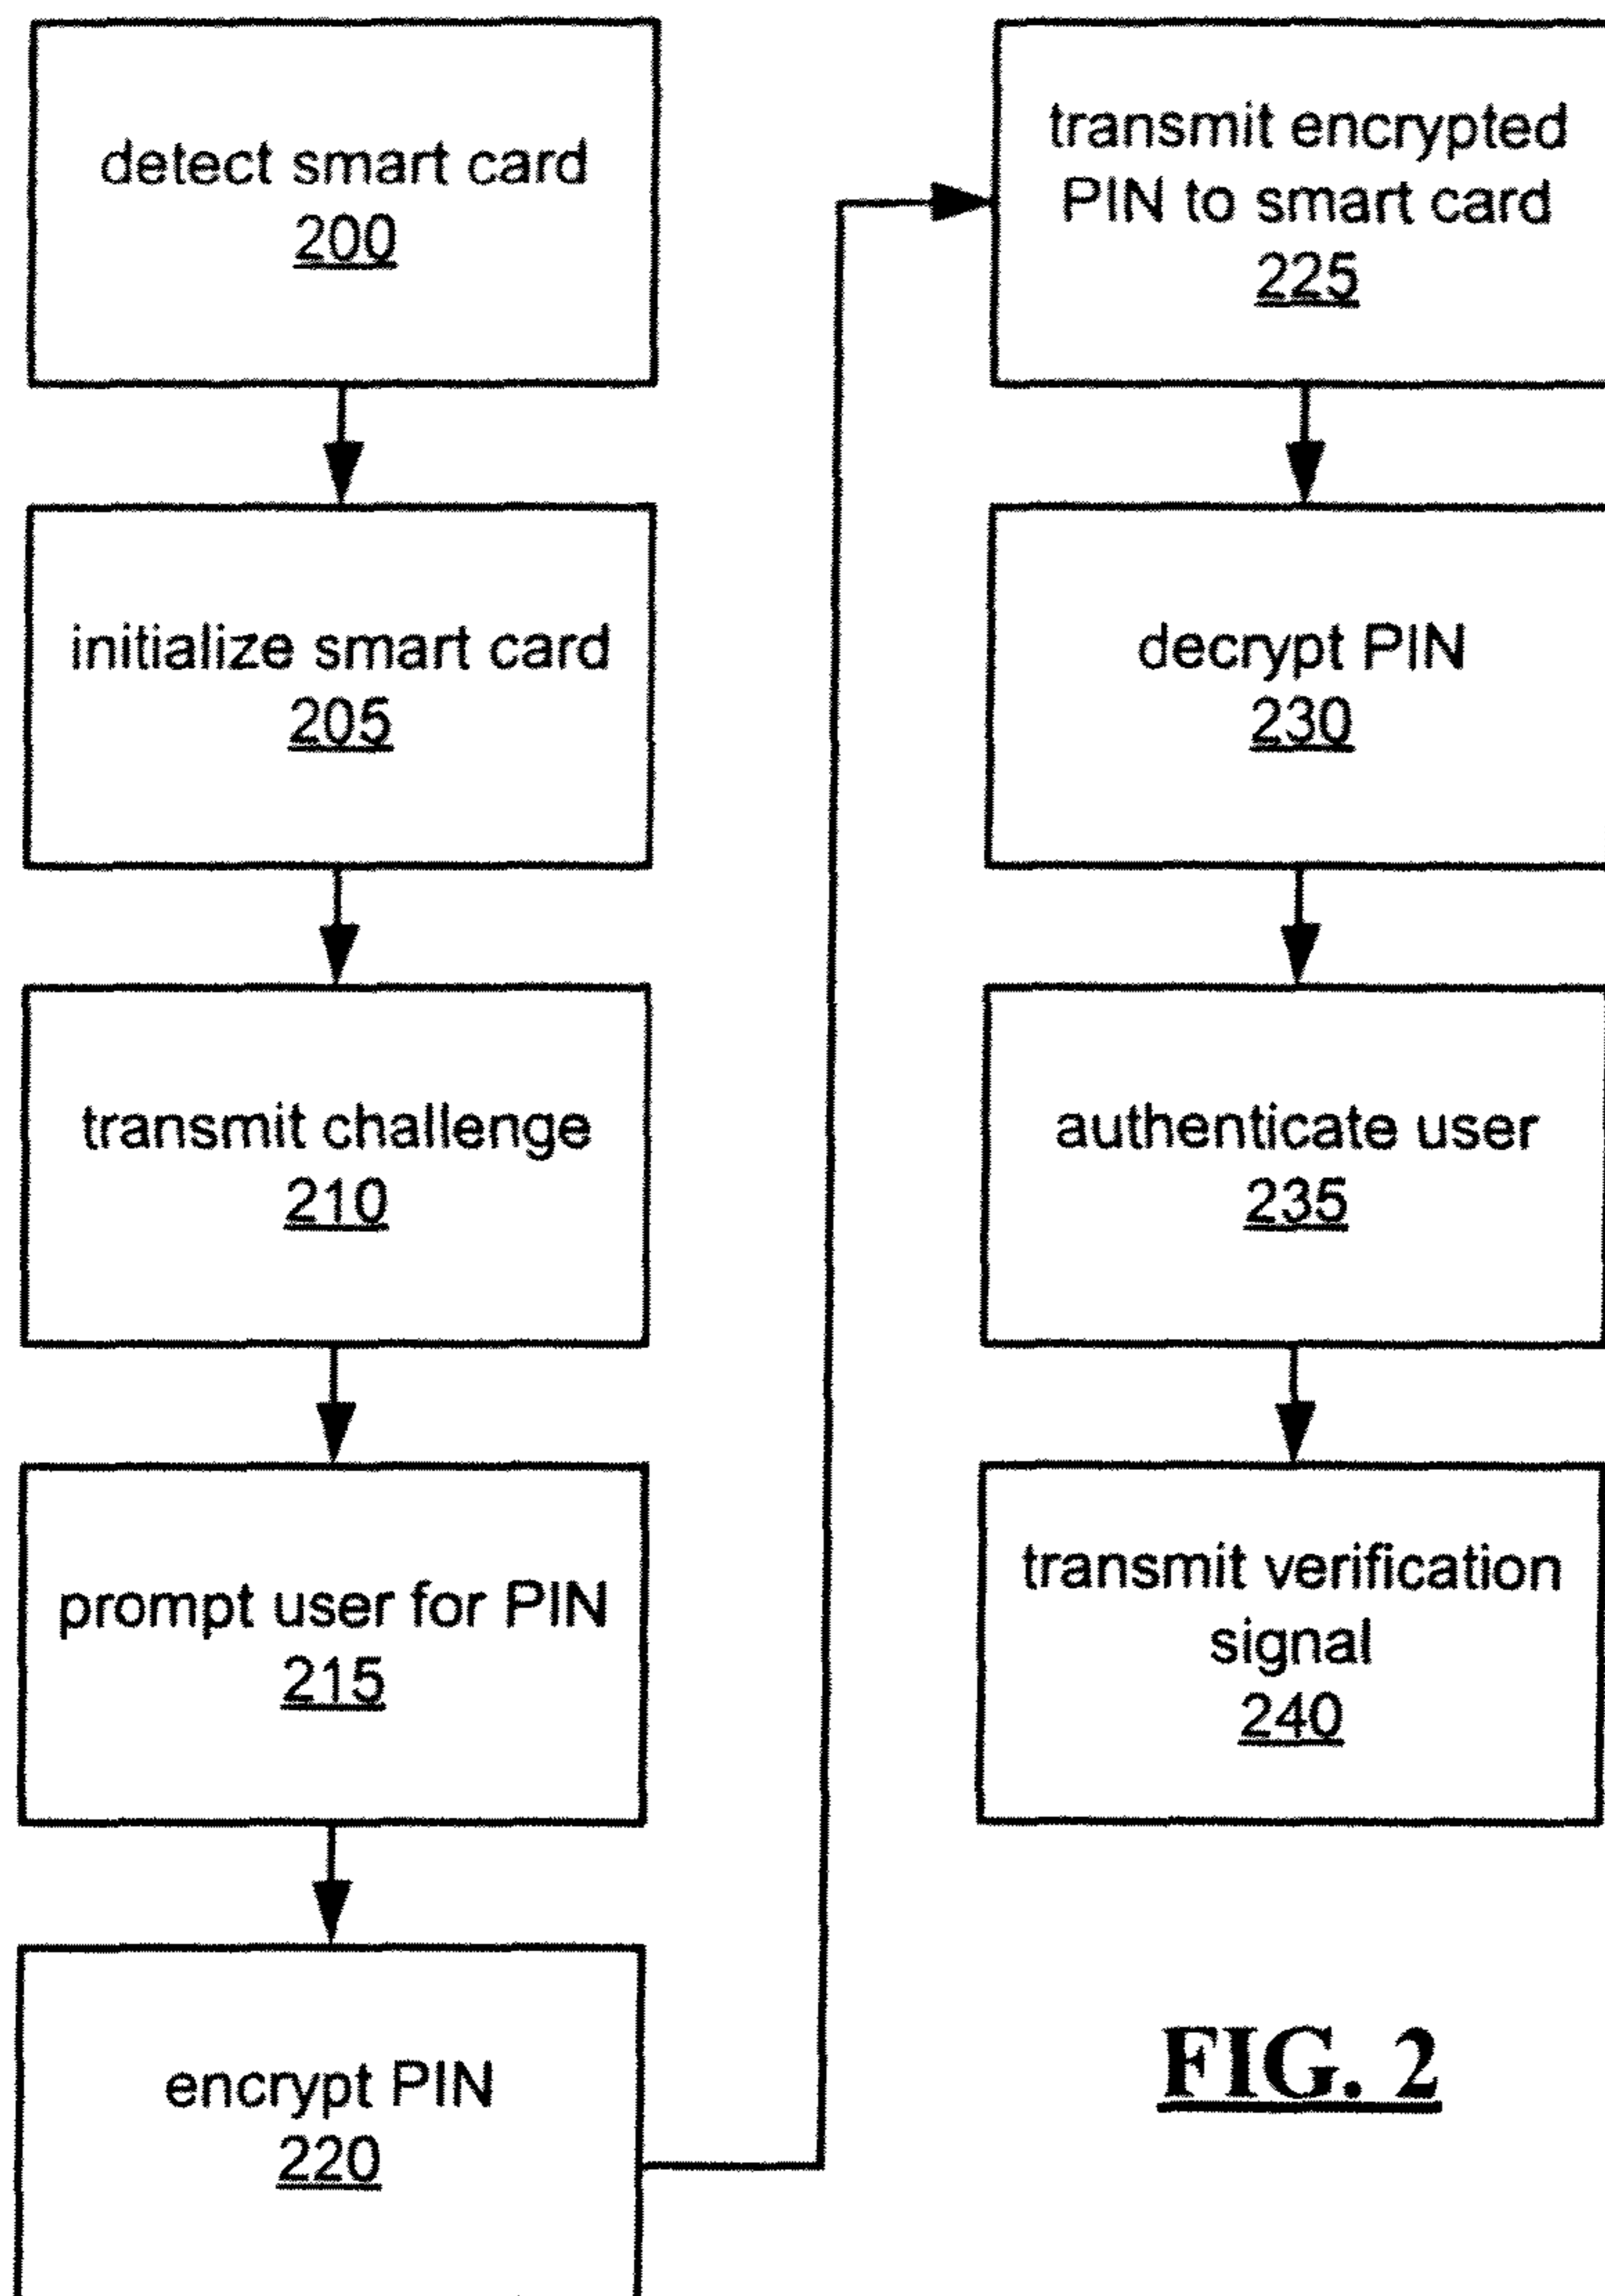 detect smart card
200
initialize smart card
205
transmit challenge
210
prompt user for PIN
215
encrypt PIN
220
transmit encrypted
PIN to smart card
225
decrypt PIN
230
authenticate user
235
transmit verification
signal
240
FIG. 2